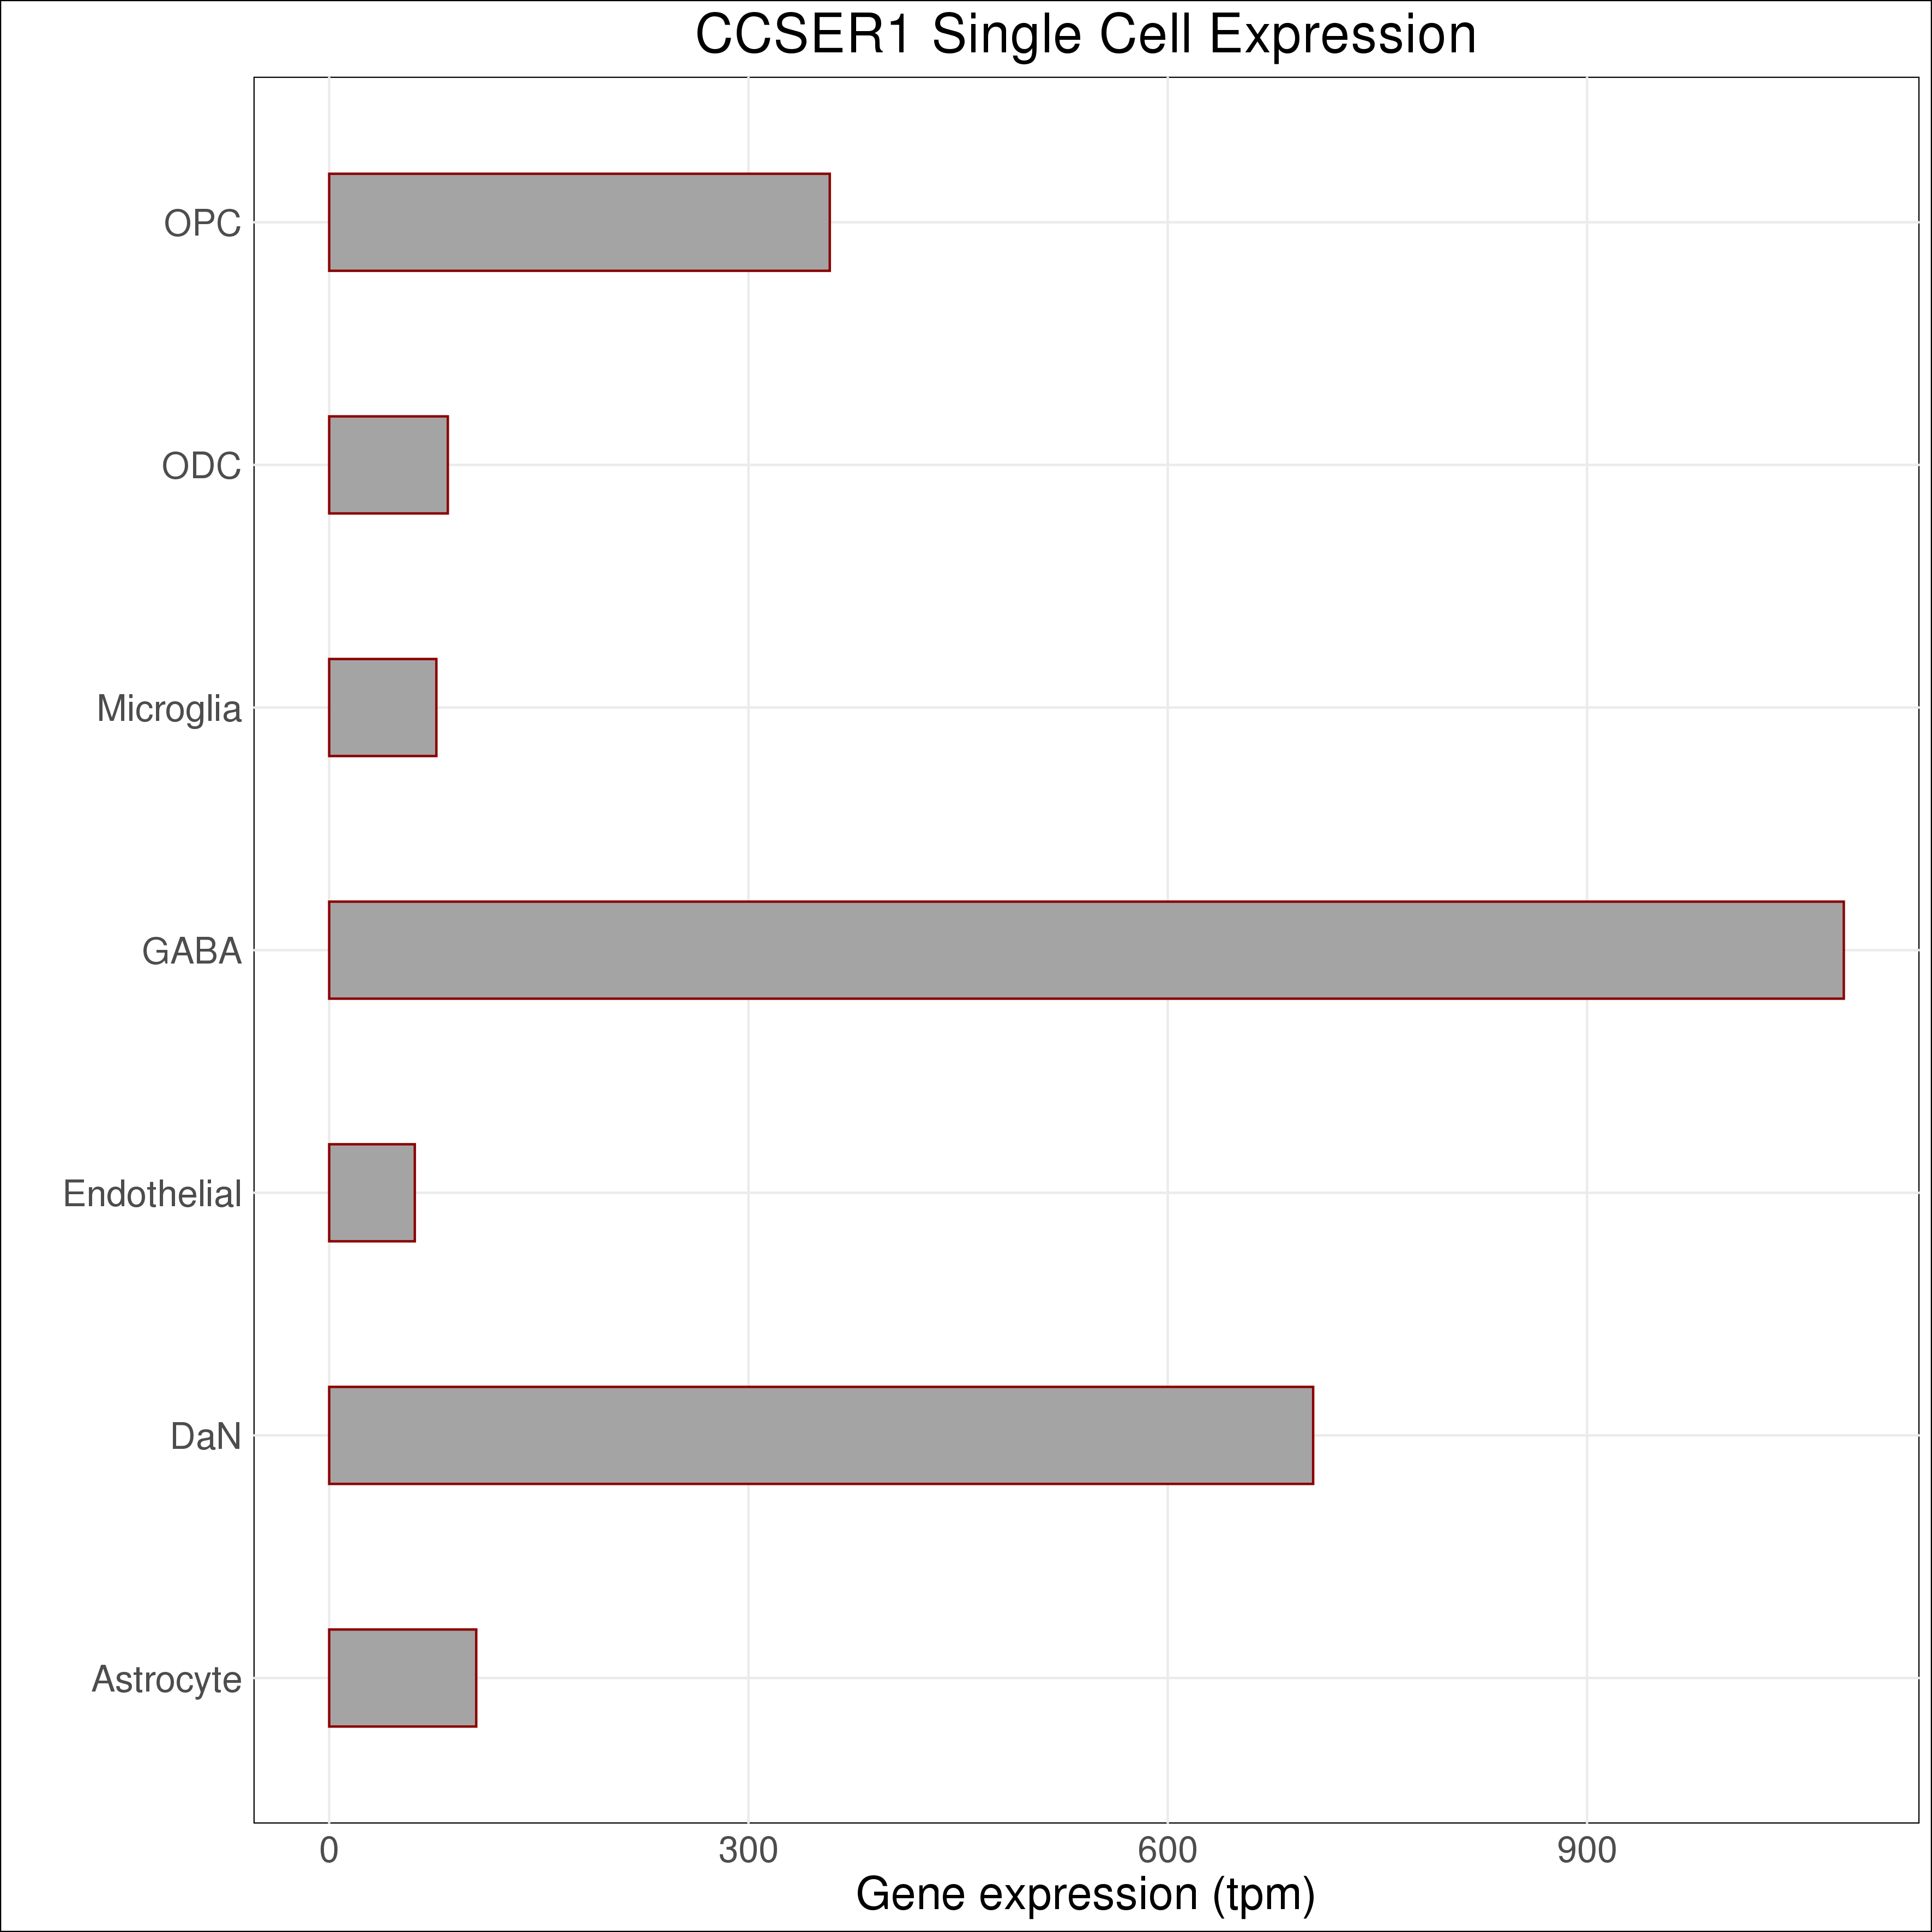 CCSER1 Single Cell Expression
OPC
ODC
Microglia
GABA
Endothelial
DaN
Astrocyte
0 300 600 900
Gene expression (tpm)